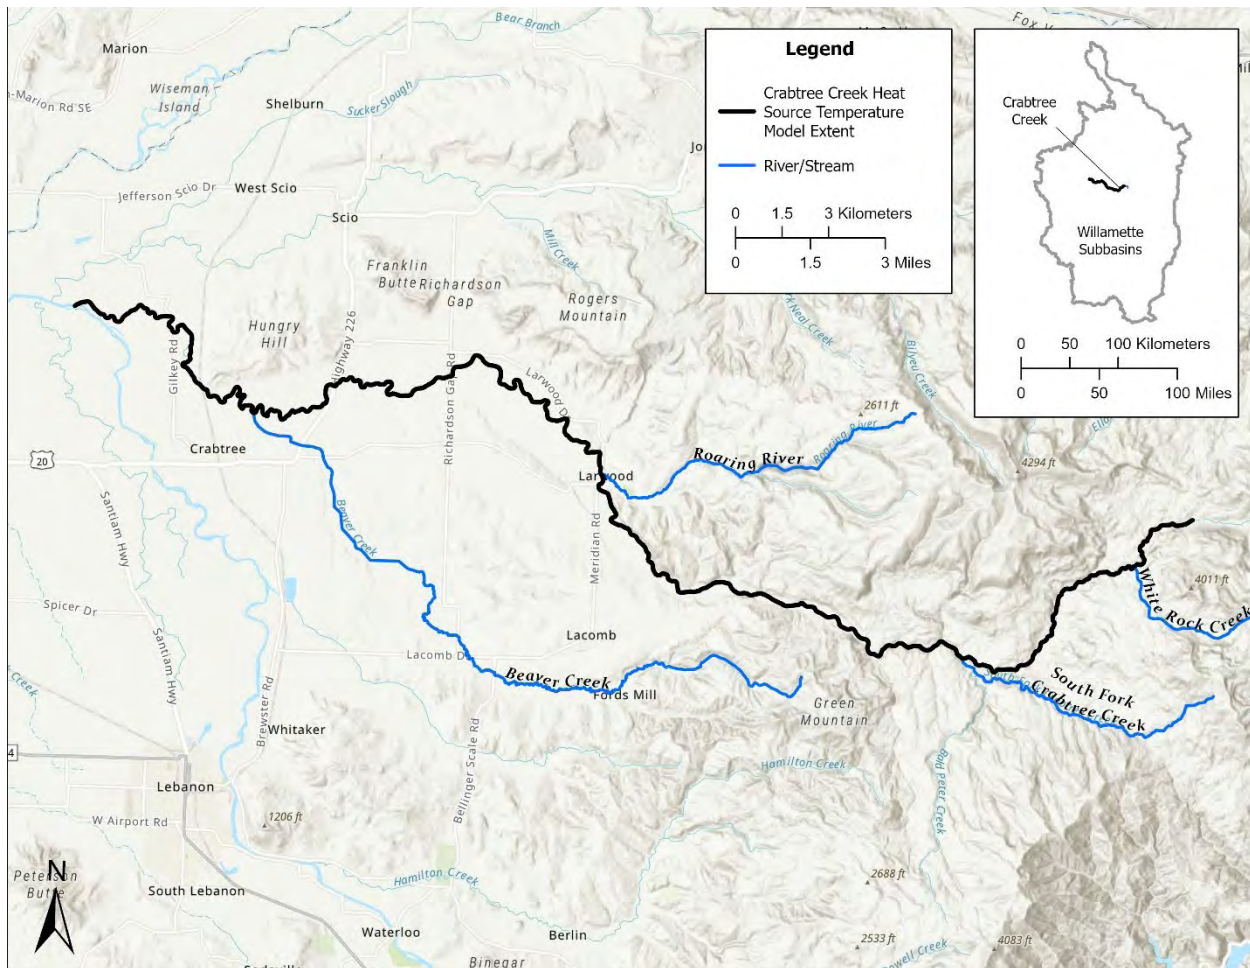 Bear Branch
Marion
Wiseman
Island
n-Marion Rd SE
Shelburn
Sucker Slough
Jefferson Scio Dr
West Scio
Scio
Mill Creek
Franklin
Butte
Richardson
Gap
Rogers
Mountain
Hungry
Hill
Highway 226
Gilkey Rd
Richardson Gap Rd
Larwood Dr
Neal Creek
Bilyeu Creek
2611 ft
Roaring River
Roaring River
4294 ft
Crabtree
20
Larwood
Beaver Creek
Meridian Rd
Santiam Hwy
Spicer Dr
Santiam Hwy
White Rock Creek
4011 ft
Lacomb
Lacomb D
Beaver Creek
Fords Mill
South Fork
Crabtree Creek
Green
Mountain
Creek
Brewster Rd
Whitaker
Bellinger Scale Rd
Hamilton Creek
Bald Peter Creek
4
Lebanon
W Airport Rd
1206 ft
N
Peterson
Butte
South Lebanon
Hamilton Creek
2688 ft
Waterloo
Berlin
2533 ft
4083 ft
Binegar
Legend
Crabtree Creek Heat
Source Temperature
Model Extent
River/Stream
0 1.5 3 Kilometers
0 1.5 3 Miles
Crabtree
Creek
Willamette
Subbasins
0 50 100 Kilometers
0 50 100 Miles